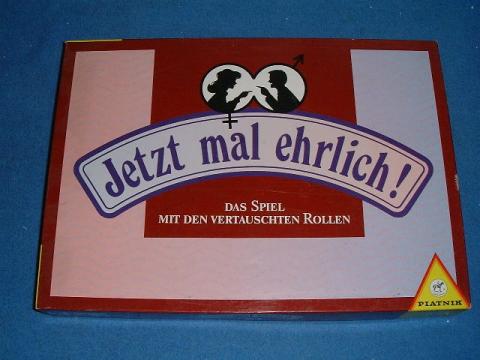 Jetzt mal ehrlich!
DAS SPIEL
MIT DEN VERTAUSCHTEN ROLLEN
PIATNIK